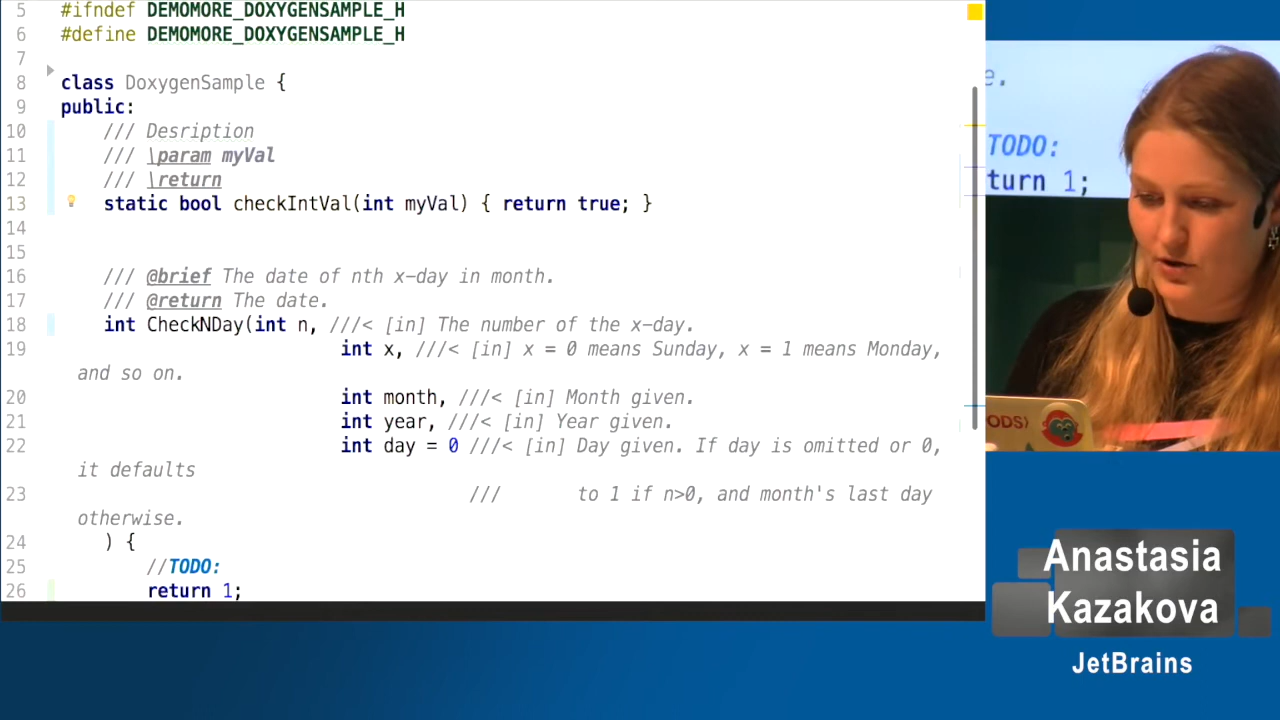 5 #ifndef DEMOMORE_DOXYGENSAMPLE_H
6 #define DEMOMORE_DOXYGENSAMPLE_H
7
8 class DoxygenSample {
9 public:
10 /// Desription
11 /// \param myVal
12 /// \return
13 static bool checkIntVal(int myVal) { return true; }
14
15
16 /// @brief The date of nth x-day in month.
17 /// @return The date.
18 int CheckNDay(int n, ///< [in] The number of the x-day.
19 int x, ///< [in] x = 0 means Sunday, x = 1 means Monday,
and so on.
20 int month, ///< [in] Month given.
21 int year, ///< [in] Year given.
22 int day = 0 ///< [in] Day given. If day is omitted or 0,
it defaults
23 /// to 1 if n>0, and month's last day
otherwise.
24 ) {
25 //TODO:
26 return 1;
e.
TODO:
turn 1;
ODS)
Anastasia
Kazakova
JetBrains